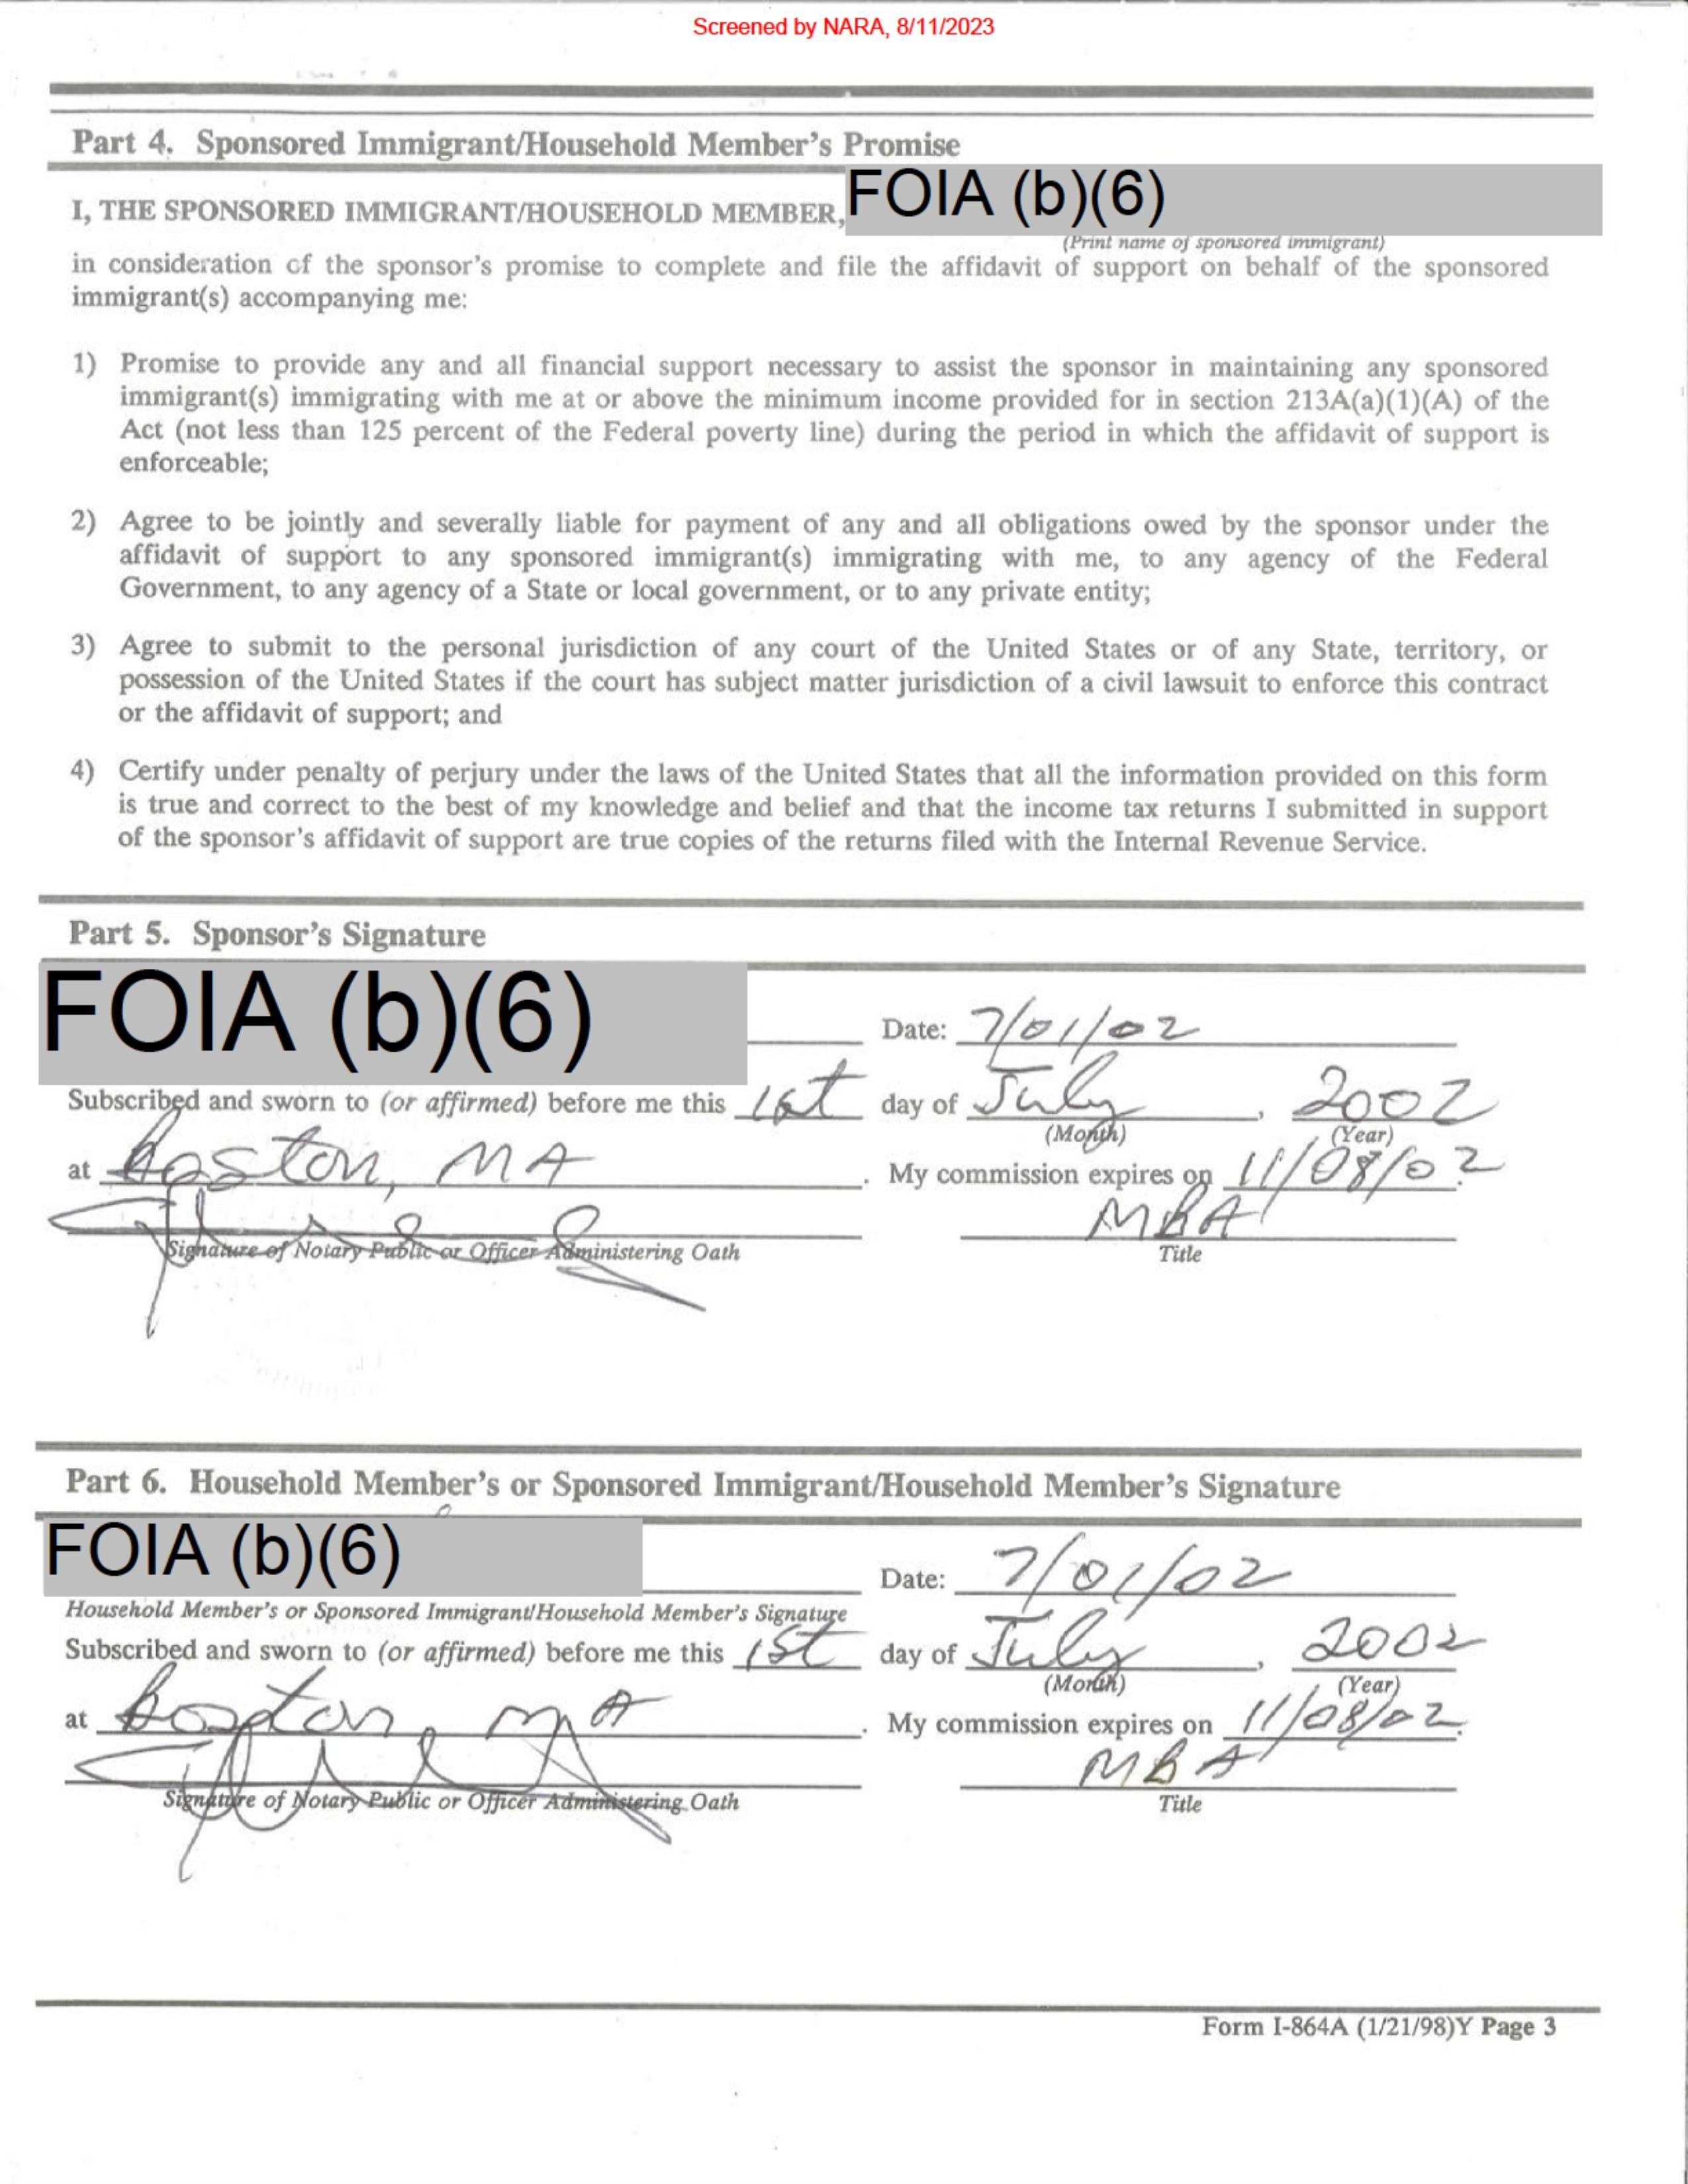 Screened by NARA, 8/11/2023
Part 4. Sponsored Immigrant/Household Member's Promise
I, THE SPONSORED IMMIGRANT/HOUSEHOLD MEMBER, FOIA (b)(6)
(Print name of sponsored immigrant)
in consideration of the sponsor's promise to complete and file the affidavit of support on behalf of the sponsored
immigrant(s) accompanying me:
1) Promise to provide any and all financial support necessary to assist the sponsor in maintaining any sponsored
immigrant(s) immigrating with me at or above the minimum income provided for in section 213A(a)(1)(A) of the
Act (not less than 125 percent of the Federal poverty line) during the period in which the affidavit of support is
enforceable;
2) Agree to be jointly and severally liable for payment of any and all obligations owed by the sponsor under the
affidavit of support to any sponsored immigrant(s) immigrating with me, to any agency of the Federal
Government, to any agency of a State or local government, or to any private entity;
3) Agree to submit to the personal jurisdiction of any court of the United States or of any State, territory, or
possession of the United States if the court has subject matter jurisdiction of a civil lawsuit to enforce this contract
or the affidavit of support; and
4) Certify under penalty of perjury under the laws of the United States that all the information provided on this form
is true and correct to the best of my knowledge and belief and that the income tax returns I submitted in support
of the sponsor's affidavit of support are true copies of the returns filed with the Internal Revenue Service.
Part 5. Sponsor's Signature
FOIA (b)(6)
Date: 7/01/02
Subscribed and sworn to (or affirmed) before me this 1st day of July, 2002
(Month) (Year)
at Boston, MA. My commission expires on 11/08/02.
MBA
Signature of Notary Public or Officer Administering Oath Title
Part 6. Household Member's or Sponsored Immigrant/Household Member's Signature
FOIA (b)(6)
Date: 7/01/02
Household Member's or Sponsored Immigrant/Household Member's Signature
Subscribed and sworn to (or affirmed) before me this 1st day of July, 2002
(Month) (Year)
at Boston, MA. My commission expires on 11/08/02.
MBA
Signature of Notary Public or Officer Administering Oath Title
Form I-864A (1/21/98)Y Page 3